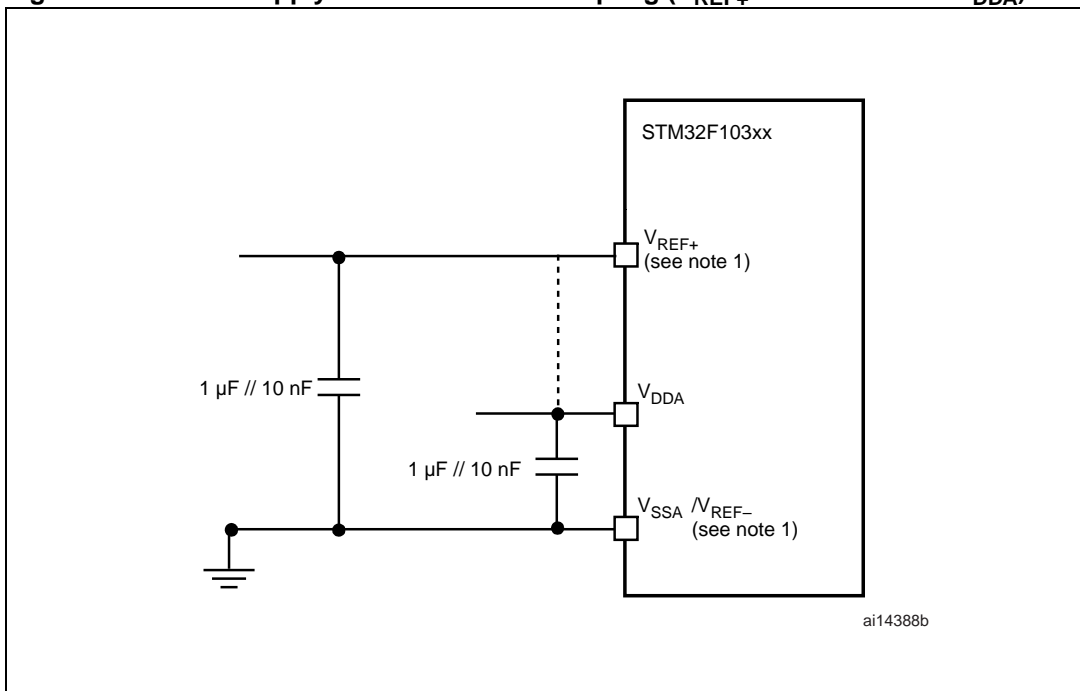 STM32F103xx
VREF+
(see note 1)
1 µF // 10 nF
VDDA
1 µF // 10 nF
VSSA /VREF–
(see note 1)
ai14388b